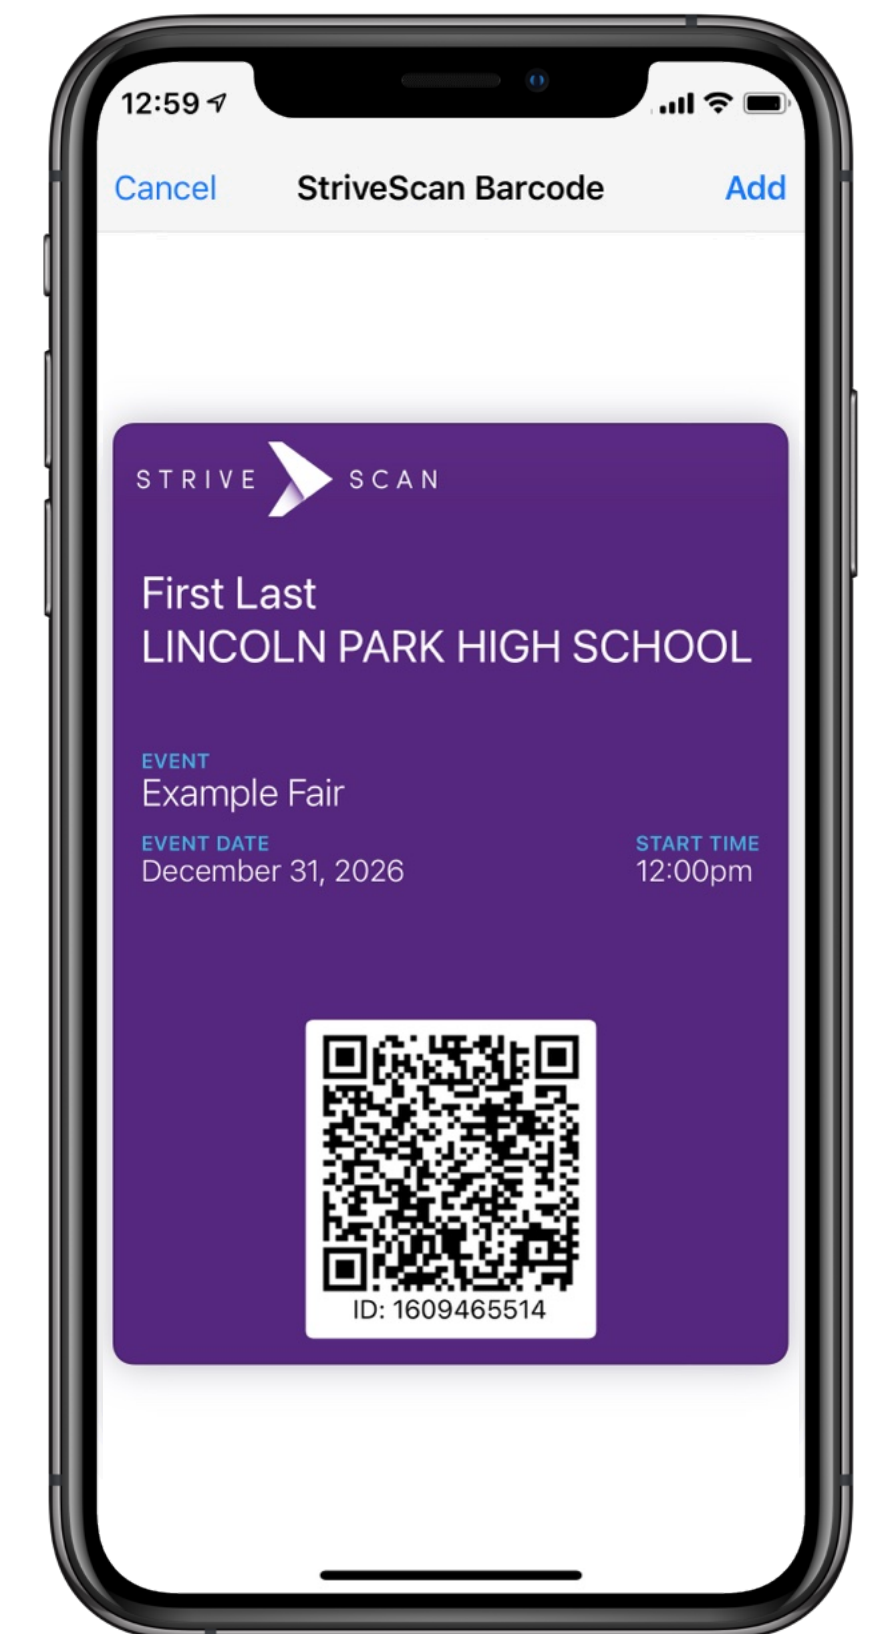 12:59
Cancel StriveScan Barcode Add
STRIVE SCAN
First Last
LINCOLN PARK HIGH SCHOOL
EVENT
Example Fair
EVENT DATE START TIME
December 31, 2026 12:00pm
ID: 1609465514